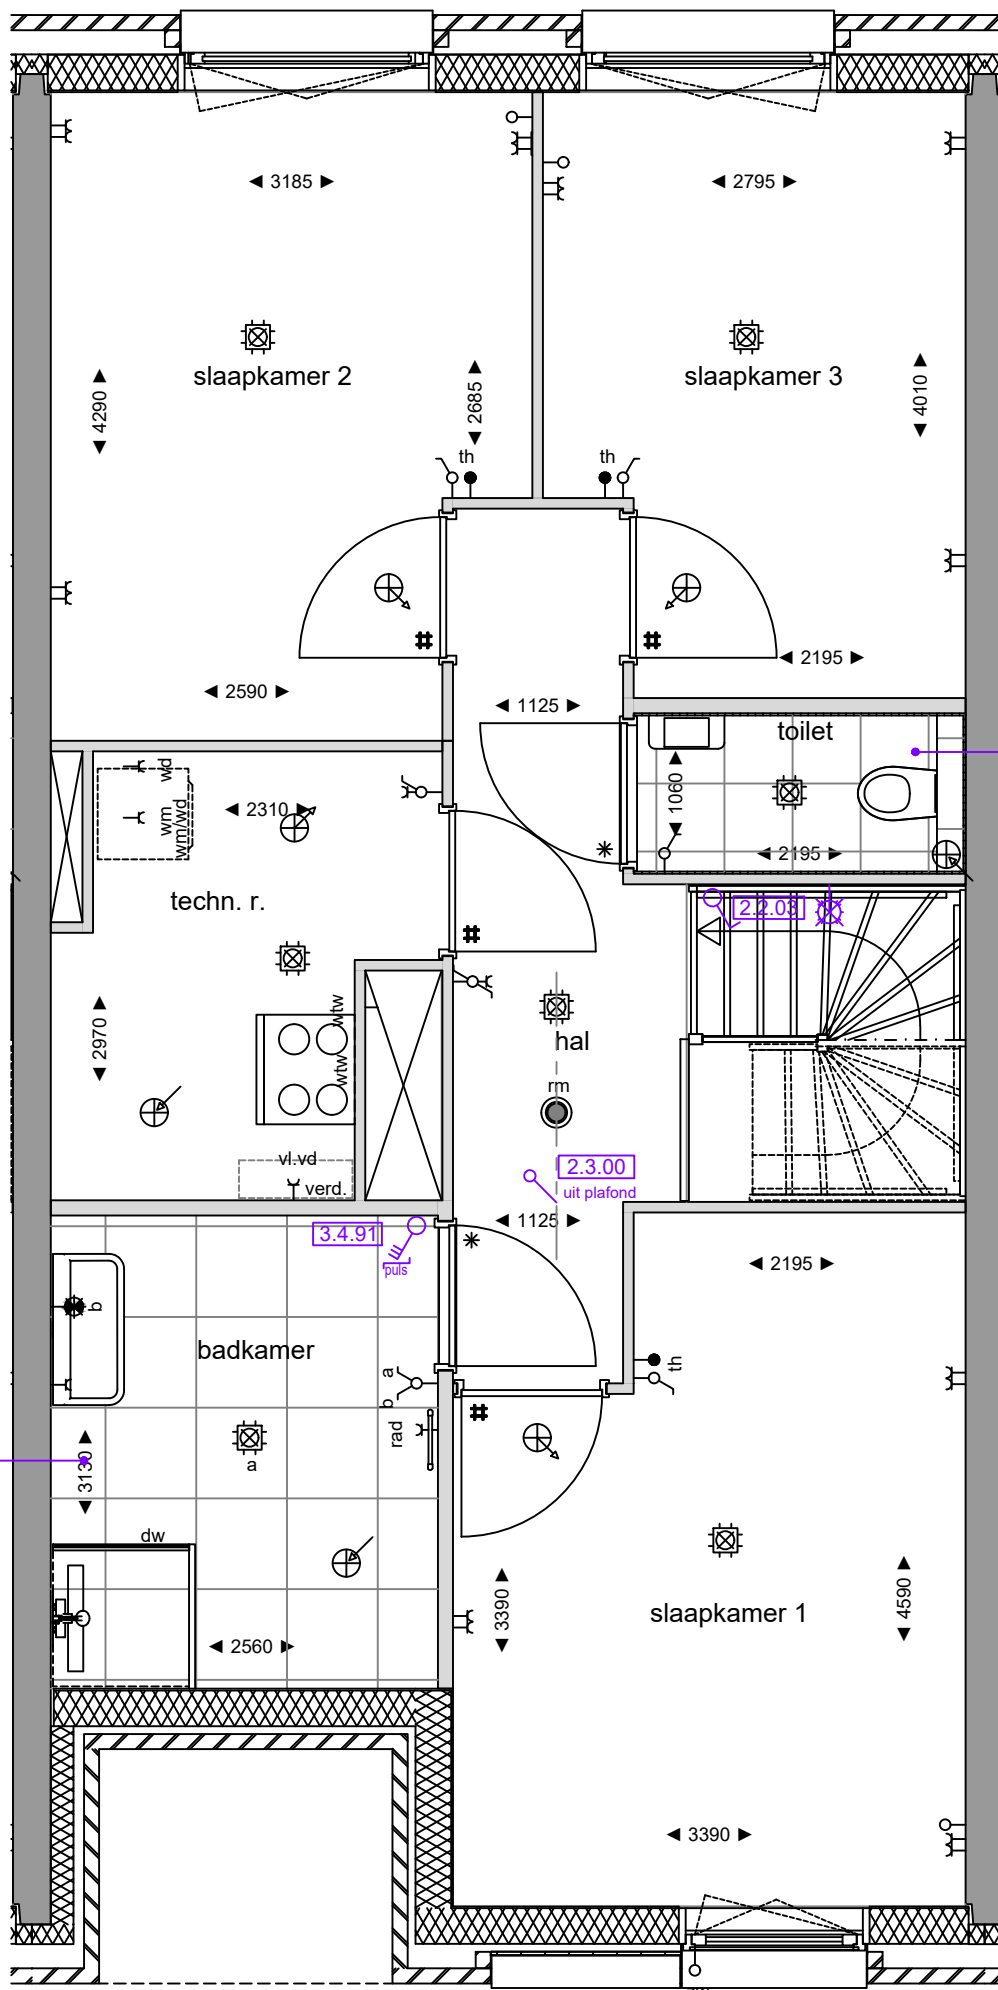 ◄ 3185 ►
◄ 2795 ►
slaapkamer 2
slaapkamer 3
◄ 4290 ►
◄ 2685 ►
◄ 4010 ►
th
th
◄ 2195 ►
◄ 2590 ►
◄ 1125 ►
toilet
wd
wm
wm/wd
◄ 2310 ►
◄ 1060 ►
◄ 2195 ►
techn. r.
2.2.03
◄ 2970 ►
wtw
wtw
hal
rm
vl.vd
verd.
2.3.00
uit plafond
◄ 1125 ►
3.4.91
puls
◄ 2195 ►
b
badkamer
a
b
th
rad
◄ 3130 ►
a
dw
◄ 3390 ►
◄ 4590 ►
slaapkamer 1
◄ 2560 ►
◄ 3390 ►